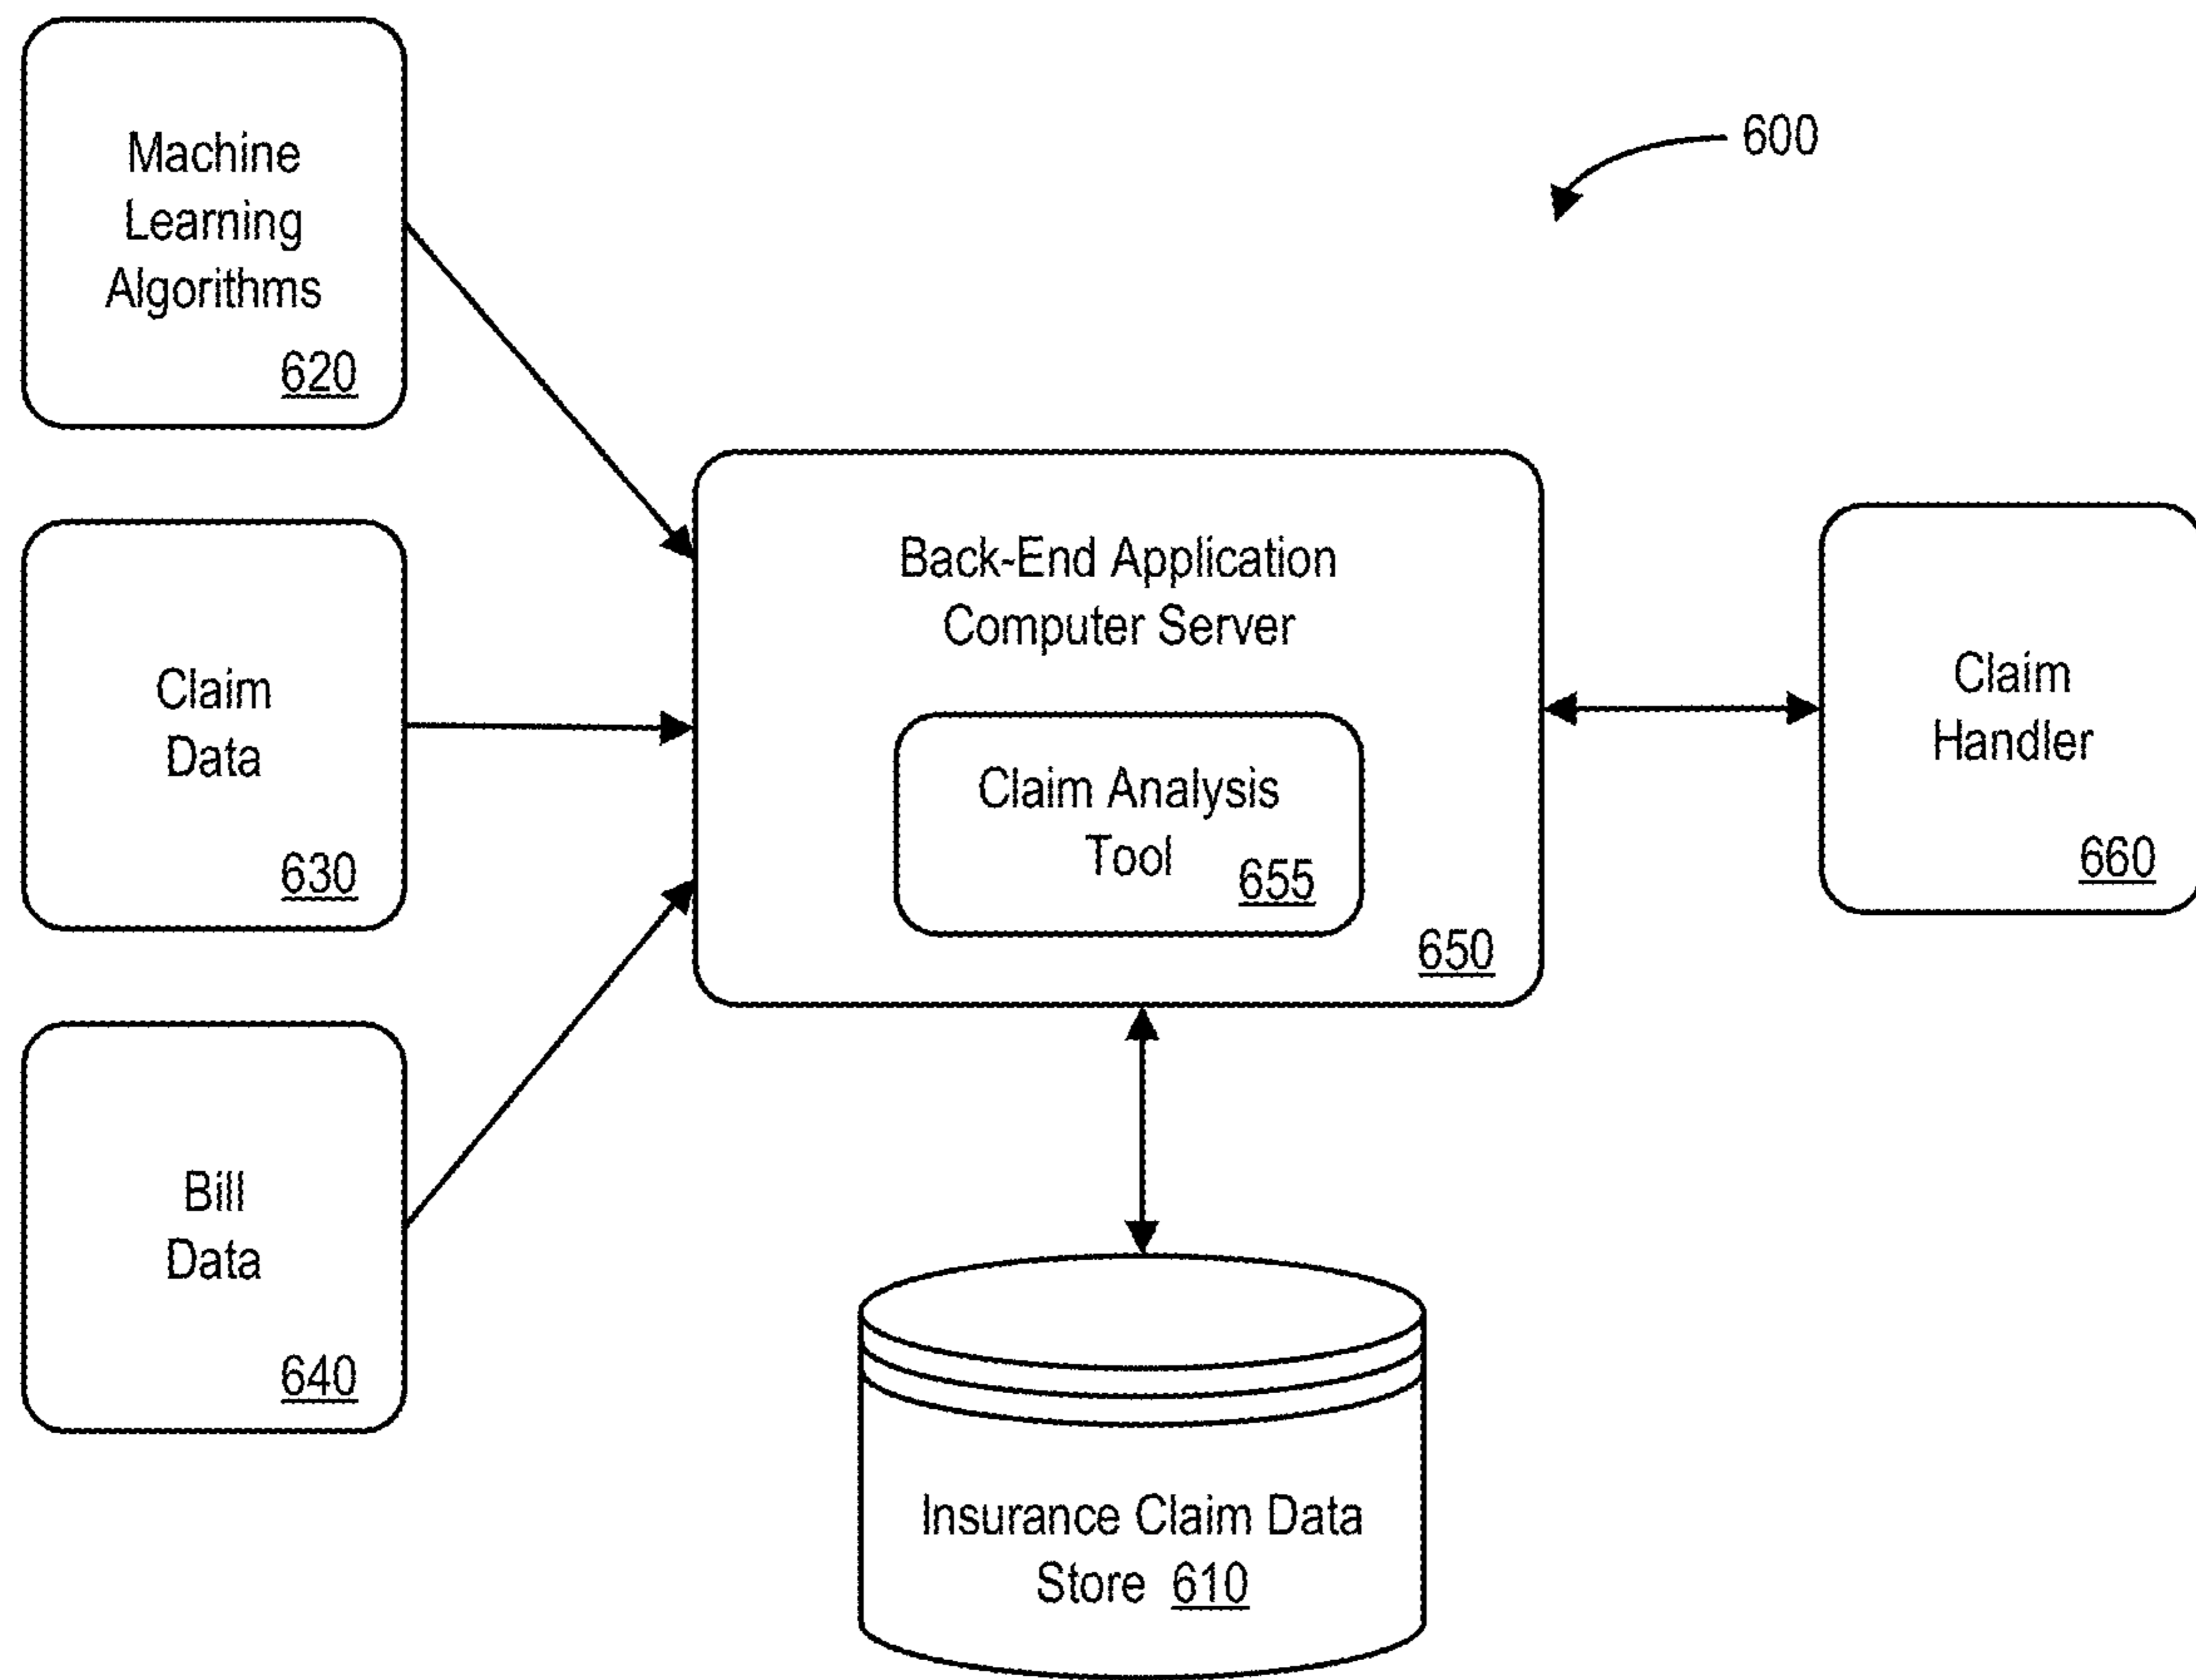 Machine
Learning
Algorithms
620
600
Claim
Data
630
Bill
Data
640
Back-End Application
Computer Server
Claim Analysis
Tool 655
650
Claim
Handler
660
Insurance Claim Data
Store 610